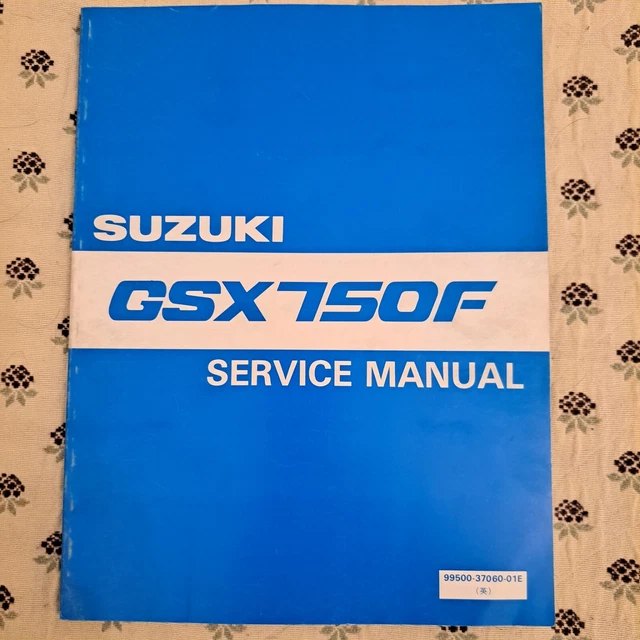 SUZUKI
GSX750F
SERVICE MANUAL
99500-37060-01E
(英)